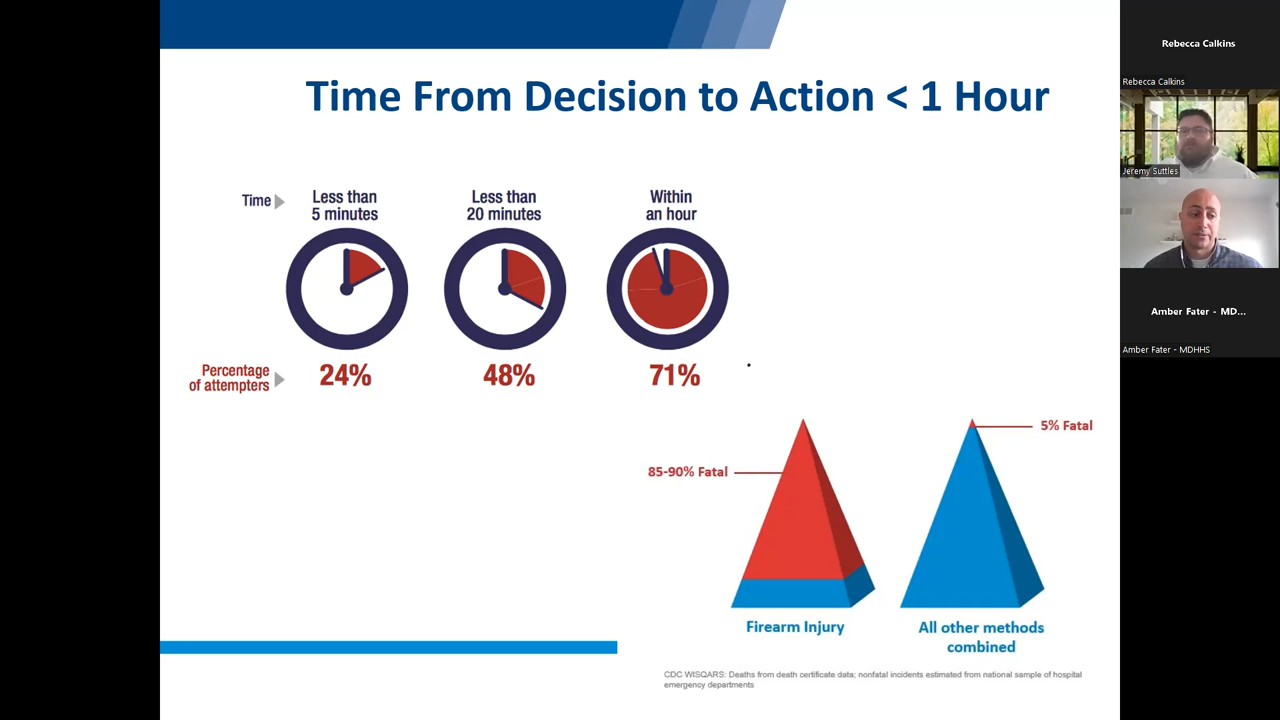 Time From Decision to Action < 1 Hour
Time
Less than
5 minutes
Less than
20 minutes
Within
an hour
Percentage
of attempters
24%
48%
71%
85-90% Fatal
5% Fatal
Firearm Injury
All other methods
combined
CDC WISQARS: Deaths from death certificate data; nonfatal incidents estimated from national sample of hospital
emergency departments
Rebecca Calkins
Rebecca Calkins
Jeremy Suttles
Amber Fater - MD...
Amber Fater - MDHHS